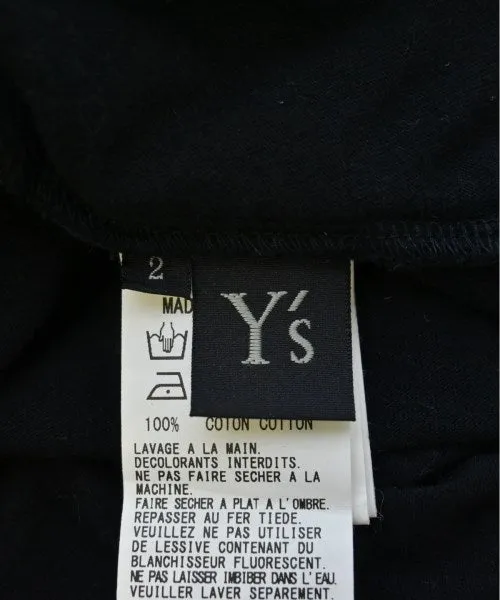 2
Y's
MAD
100% COTON COTTON
LAVAGE A LA MAIN.
DECOLORANTS INTERDITS.
NE PAS FAIRE SECHER A LA
MACHINE.
FAIRE SECHER A PLAT A L'OMBRE.
REPASSER AU FER TIEDE.
VEUILLEZ NE PAS UTILISER
DE LESSIVE CONTENANT DU
BLANCHISSEUR FLUORESCENT.
NE PAS LAISSER IMBIBER DANS L'EAU.
VEUILLER LAVER SEPAREMENT.